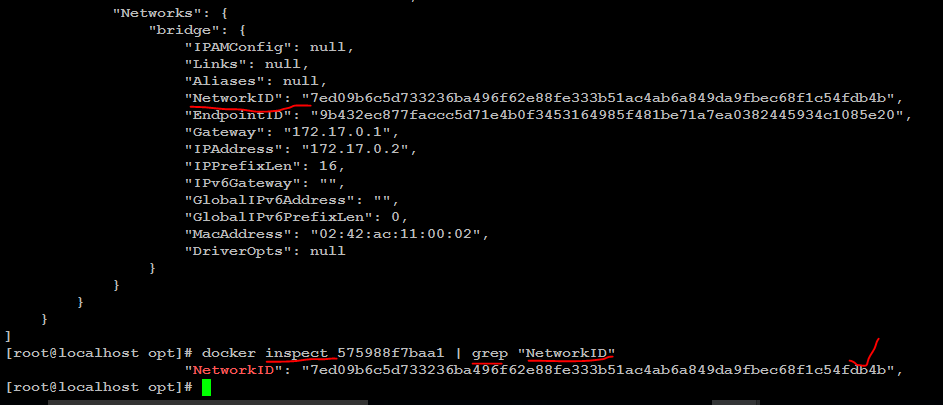 "Networks": {
"bridge": {
"IPAMConfig": null,
"Links": null,
"Aliases": null,
"NetworkID": "7ed09b6c5d733236ba496f62e88fe333b51ac4ab6a849da9fbec68f1c54fdb4b",
"EndpointID": "9b432ec877faccc5d71e4b0f3453164985f481be71a7ea0382445934c1085e20",
"Gateway": "172.17.0.1",
"IPAddress": "172.17.0.2",
"IPPrefixLen": 16,
"IPv6Gateway": "",
"GlobalIPv6Address": "",
"GlobalIPv6PrefixLen": 0,
"MacAddress": "02:42:ac:11:00:02",
"DriverOpts": null
}
}
}
}
]
[root@localhost opt]# docker inspect 575988f7baa1 | grep "NetworkID"
"NetworkID": "7ed09b6c5d733236ba496f62e88fe333b51ac4ab6a849da9fbec68f1c54fdb4b",
[root@localhost opt]#